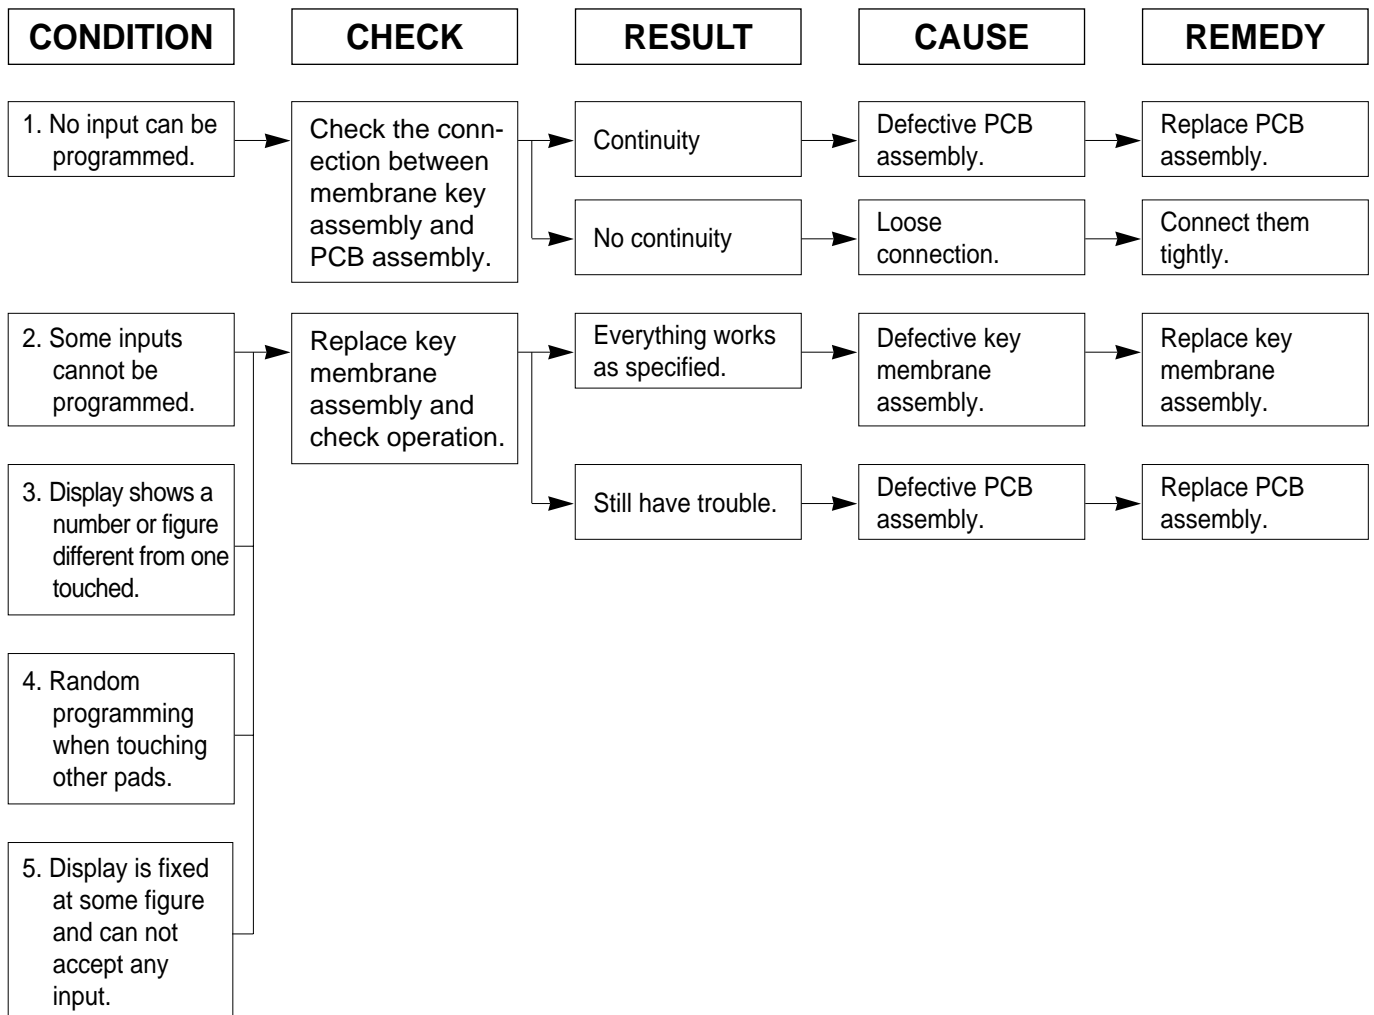 CONDITION
CHECK
RESULT
CAUSE
REMEDY
1. No input can be
programmed.
Check the conn-
ection between
membrane key
assembly and
PCB assembly.
Continuity
Defective PCB
assembly.
Replace PCB
assembly.
No continuity
Loose
connection.
Connect them
tightly.
2. Some inputs
cannot be
programmed.
Replace key
membrane
assembly and
check operation.
Everything works
as specified.
Defective key
membrane
assembly.
Replace key
membrane
assembly.
3. Display shows a
number or figure
different from one
touched.
Still have trouble.
Defective PCB
assembly.
Replace PCB
assembly.
4. Random
programming
when touching
other pads.
5. Display is fixed
at some figure
and can not
accept any
input.